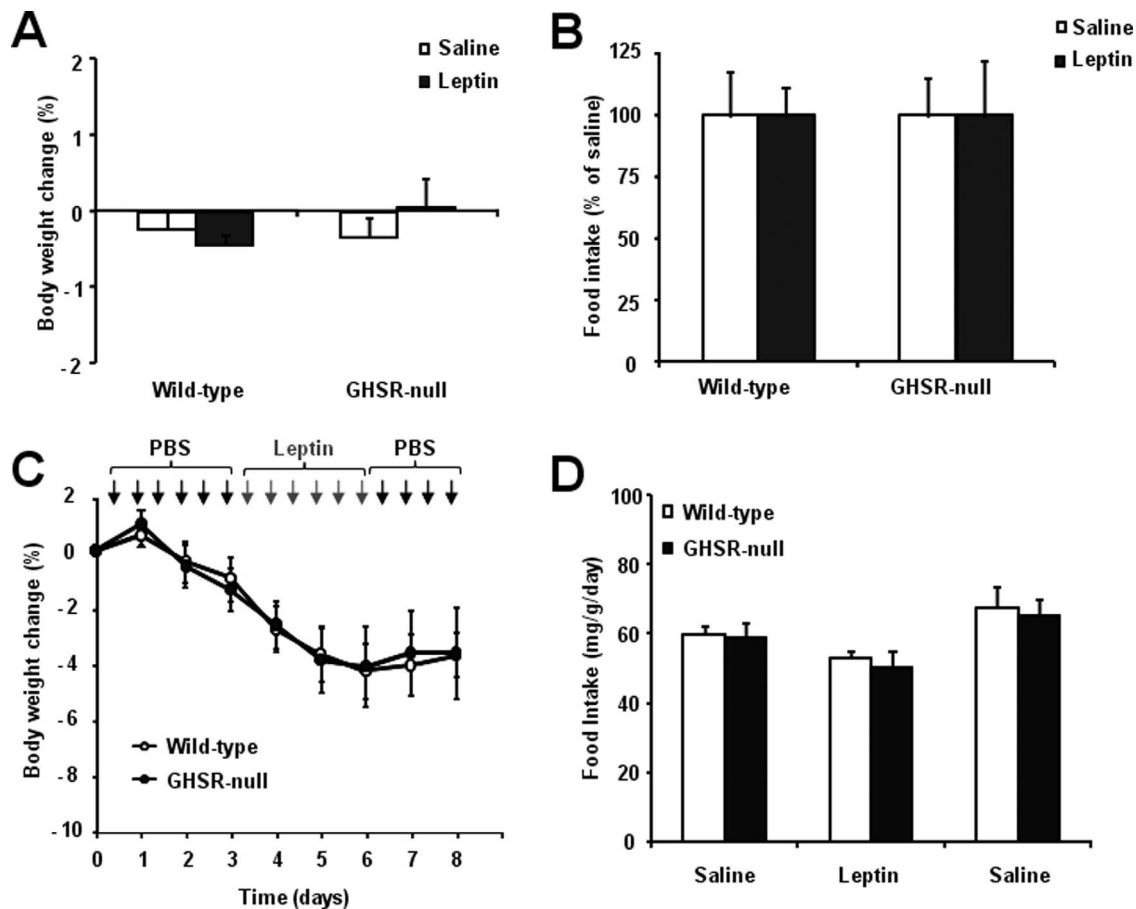 A
Saline
Leptin
Body weight change (%)
2
1
0
-1
-2
Wild-type GHSR-null
B
Saline
Leptin
Food intake (% of saline)
125
100
75
50
25
0
Wild-type GHSR-null
C
PBS Leptin PBS
Body weight change (%)
2
0
-2
-4
-6
-8
-10
Wild-type
GHSR-null
0 1 2 3 4 5 6 7 8
Time (days)
D
Wild-type
GHSR-null
Food Intake (mg/g/day)
100
80
60
40
20
0
Saline Leptin Saline